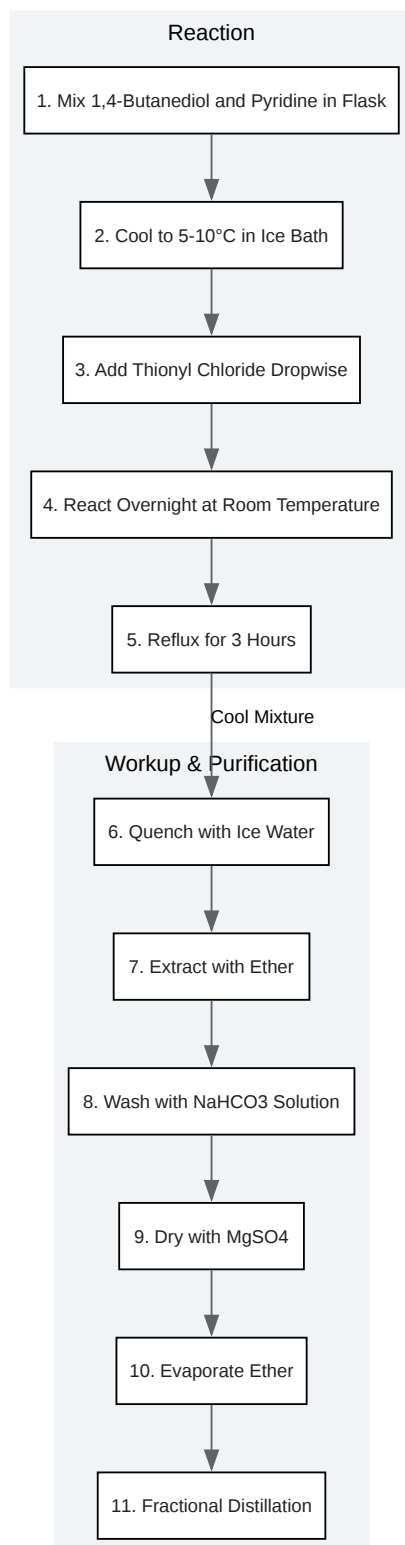 Reaction
1. Mix 1,4-Butanediol and Pyridine in Flask
2. Cool to 5-10°C in Ice Bath
3. Add Thionyl Chloride Dropwise
4. React Overnight at Room Temperature
5. Reflux for 3 Hours
Cool Mixture
Workup & Purification
6. Quench with Ice Water
7. Extract with Ether
8. Wash with NaHCO3 Solution
9. Dry with MgSO4
10. Evaporate Ether
11. Fractional Distillation